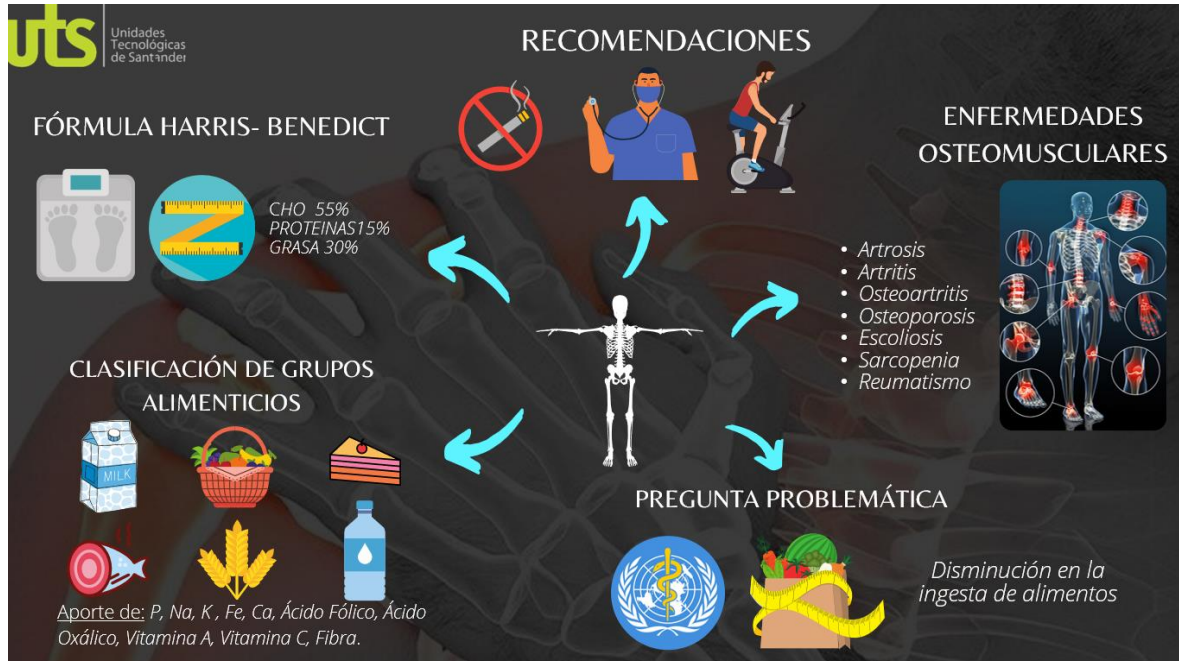 uts
Unidades
Tecnológicas
de Santander
RECOMENDACIONES
FÓRMULA HARRIS- BENEDICT
CHO 55%
PROTEINAS15%
GRASA 30%
ENFERMEDADES
OSTEOMUSCULARES
• Artrosis
• Artritis
• Osteoartritis
• Osteoporosis
• Escoliosis
• Sarcopenia
• Reumatismo
CLASIFICACIÓN DE GRUPOS
ALIMENTICIOS
MILK
Aporte de: P, Na, K , Fe, Ca, Ácido Fólico, Ácido
Oxálico, Vitamina A, Vitamina C, Fibra.
PREGUNTA PROBLEMÁTICA
Disminución en la
ingesta de alimentos